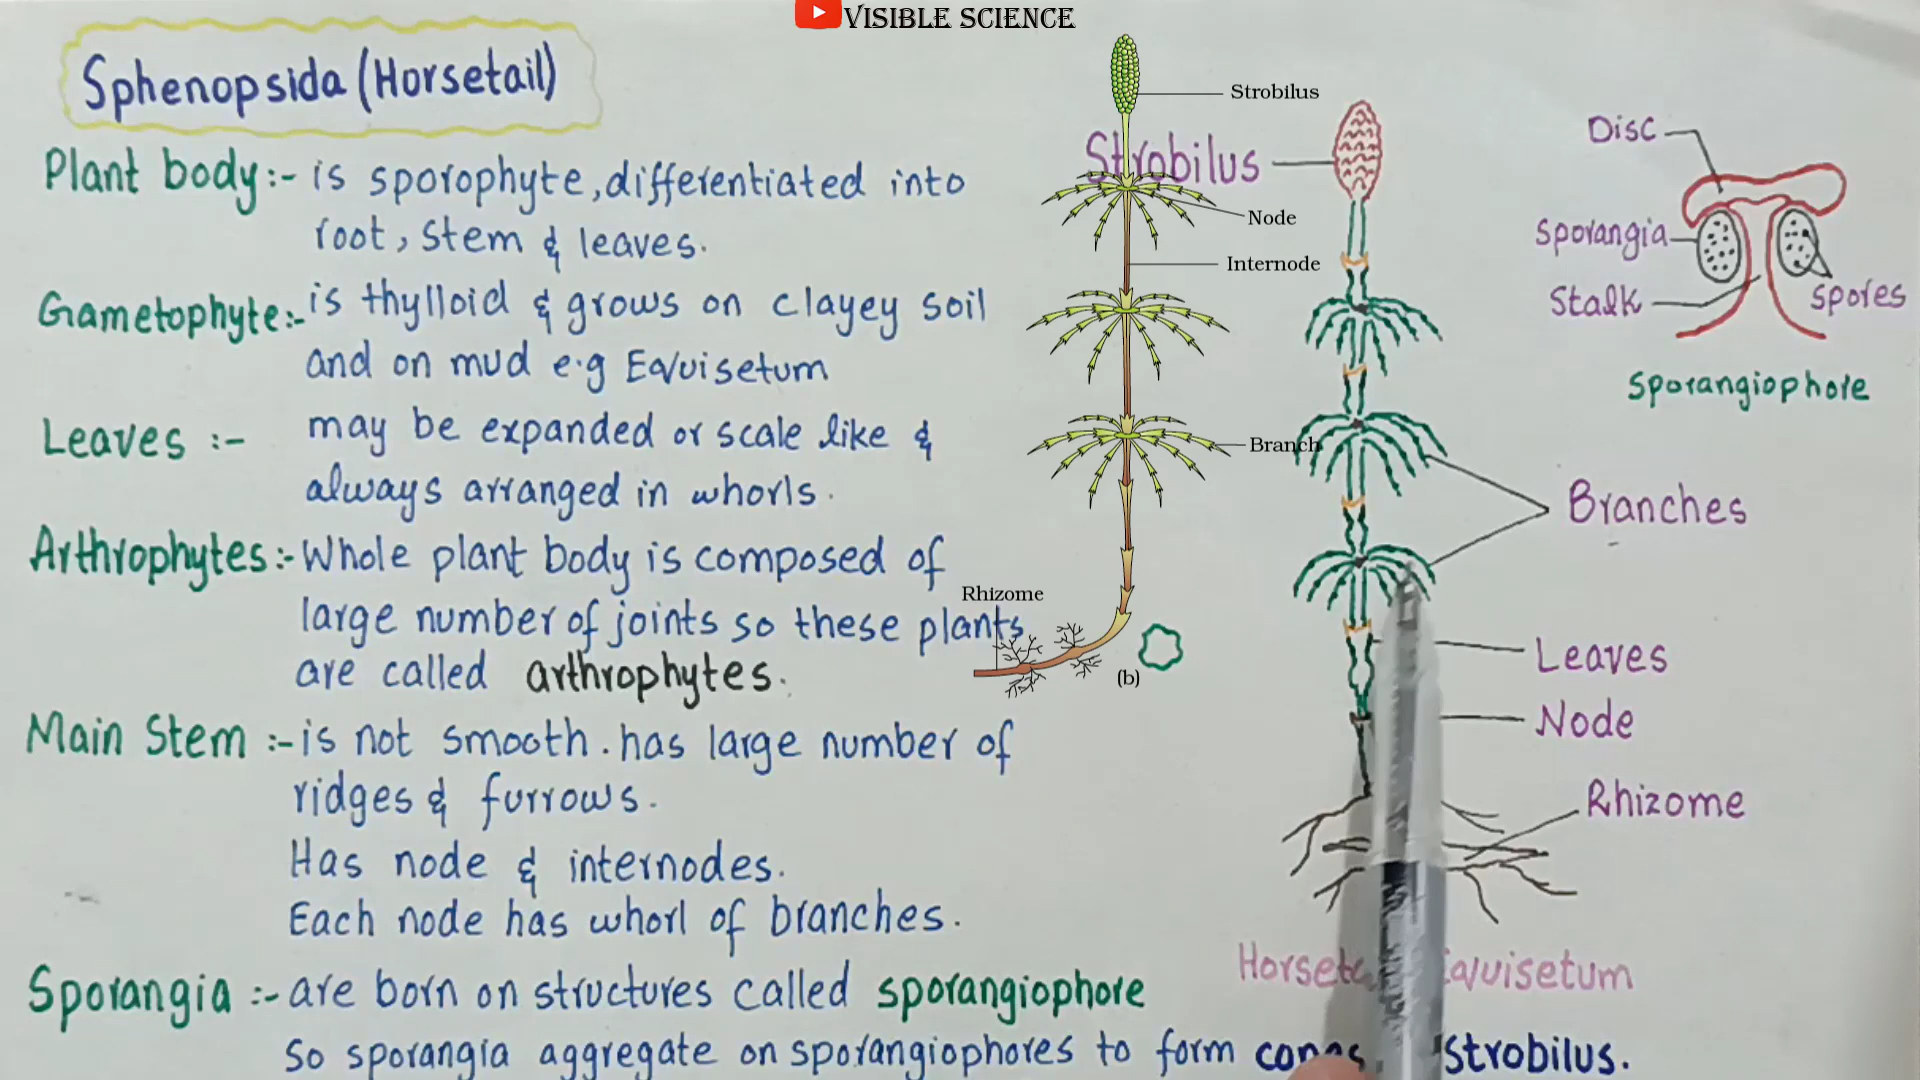 VISIBLE SCIENCE
Sphenopsida (Horsetail)
Plant body:- is sporophyte, differentiated into
root, stem & leaves.
Gametophyte:- is thylloid & grows on clayey soil
and on mud e.g Equisetum
Leaves :- may be expanded or scale like &
always arranged in whorls.
Arthrophytes:- Whole plant body is composed of
large number of joints so these plants
are called arthrophytes.
Main Stem :- is not smooth. has large number of
ridges & furrows.
Has node & internodes.
Each node has whorl of branches.
Sporangia :- are born on structures called sporangiophore
So sporangia aggregate on sporangiophores to form cones strobilus.
Strobilus
Node
Internode
Branch
Rhizome
(b)
Strobilus
Branches
Leaves
Node
Rhizome
Equisetum
Disc
Sporangia
Stalk
Spores
Sporangiophore